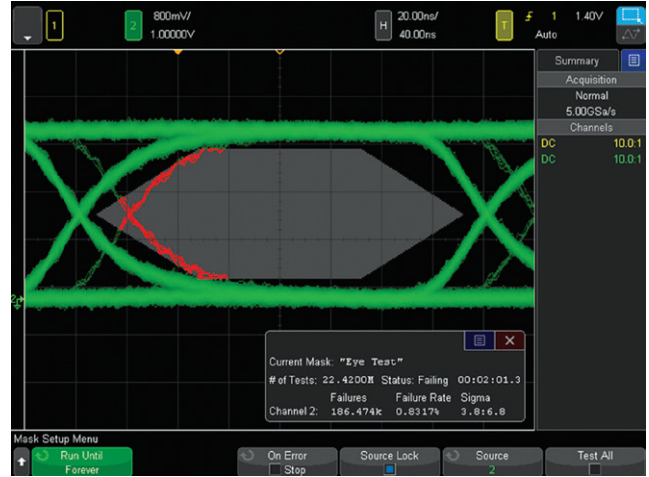 1 2 800mV/ H 20.00ns/ T 1 1.40V
1.00000V 40.00ns Auto
Summary
Acquisition
Normal
5.00GSa/s
Channels
DC 10.0:1
DC 10.0:1
2
Current Mask: "Eye Test"
# of Tests: 22.4200M Status: Failing 00:02:01.3
Failures Failure Rate Sigma
Channel 2: 186.474k 0.8317% 3.8:6.8
Mask Setup Menu
Run Until On Error Source Lock Source Test All
Forever Stop 2